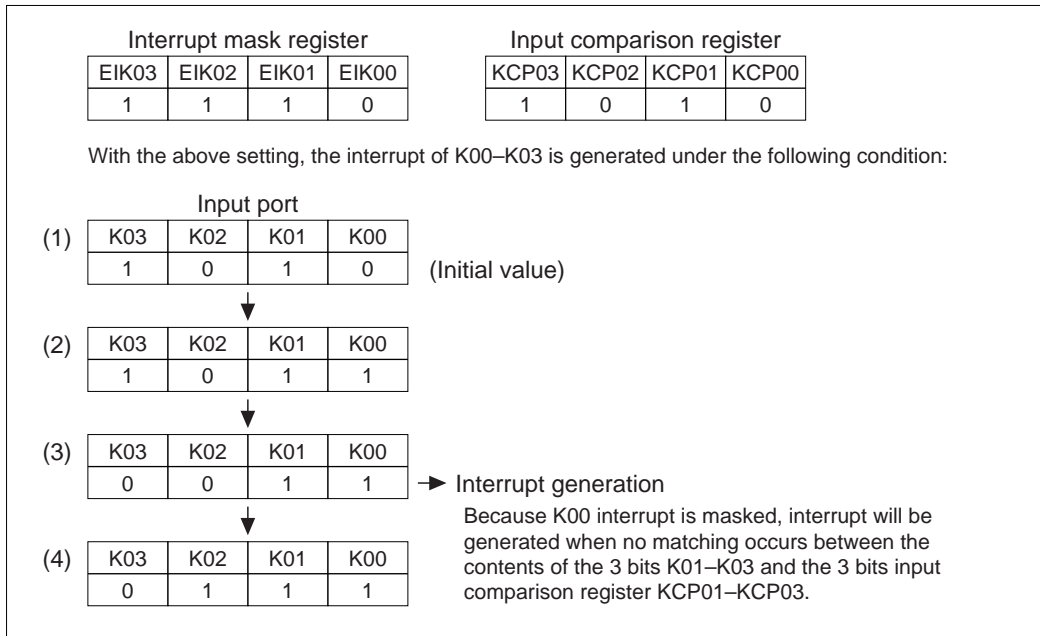 Interrupt mask register
EIK03 EIK02 EIK01 EIK00
1 1 1 0
Input comparison register
KCP03 KCP02 KCP01 KCP00
1 0 1 0
With the above setting, the interrupt of K00–K03 is generated under the following condition:
Input port
(1) K03 K02 K01 K00
1 0 1 0 (Initial value)
(2) K03 K02 K01 K00
1 0 1 1
(3) K03 K02 K01 K00
0 0 1 1 Interrupt generation
Because K00 interrupt is masked, interrupt will be
generated when no matching occurs between the
contents of the 3 bits K01–K03 and the 3 bits input
comparison register KCP01–KCP03.
(4) K03 K02 K01 K00
0 1 1 1